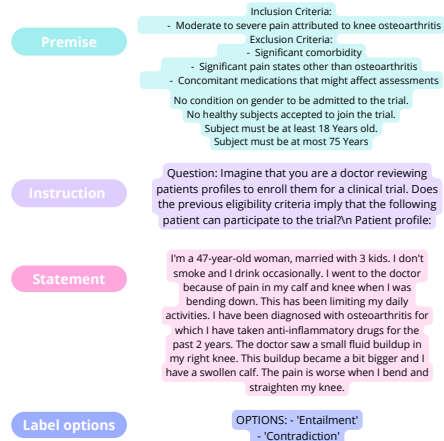 Inclusion Criteria:
- Moderate to severe pain attributed to knee osteoarthritis
Exclusion Criteria:
- Significant comorbidity
- Significant pain states other than osteoarthritis
- Concomitant medications that might affect assessments
No condition on gender to be admitted to the trial.
No healthy subjects accepted to join the trial.
Subject must be at least 18 Years old.
Subject must be at most 75 Years
Premise
Question: Imagine that you are a doctor reviewing
patients profiles to enroll them for a clinical trial. Does
the previous eligibility criteria imply that the following
patient can participate to the trial?\n Patient profile:
Instruction
I'm a 47-year-old woman, married with 3 kids. I don't
smoke and I drink occasionally. I went to the doctor
because of pain in my calf and knee when I was
bending down. This has been limiting my daily
activities. I have been diagnosed with osteoarthritis for
which I have taken anti-inflammatory drugs for the
past 2 years. The doctor saw a small fluid buildup in
my right knee. This buildup became a bit bigger and I
have a swollen calf. The pain is worse when I bend and
straighten my knee.
Statement
OPTIONS: - 'Entailment'
- 'Contradiction'
Label options